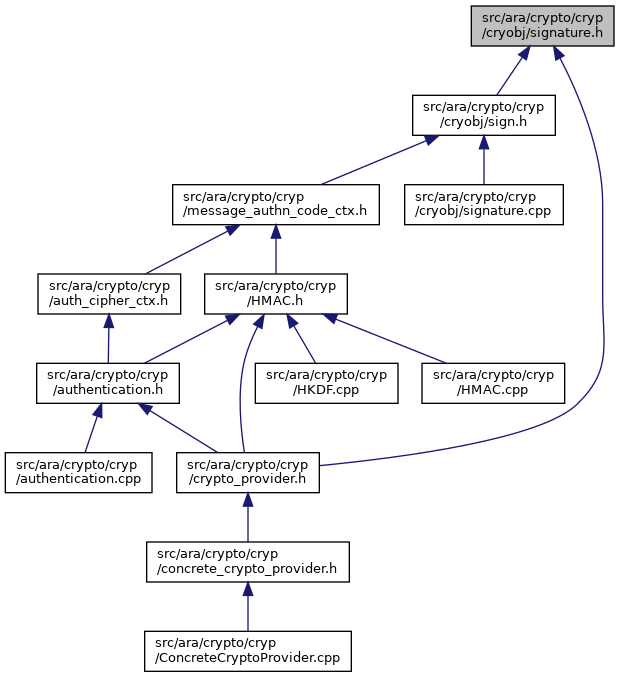 src/ara/crypto/cryp
/cryobj/signature.h
src/ara/crypto/cryp
/cryobj/sign.h
src/ara/crypto/cryp
/message_authn_code_ctx.h
src/ara/crypto/cryp
/cryobj/signature.cpp
src/ara/crypto/cryp
/auth_cipher_ctx.h
src/ara/crypto/cryp
/HMAC.h
src/ara/crypto/cryp
/authentication.h
src/ara/crypto/cryp
/HKDF.cpp
src/ara/crypto/cryp
/HMAC.cpp
src/ara/crypto/cryp
/authentication.cpp
src/ara/crypto/cryp
/crypto_provider.h
src/ara/crypto/cryp
/concrete_crypto_provider.h
src/ara/crypto/cryp
/ConcreteCryptoProvider.cpp